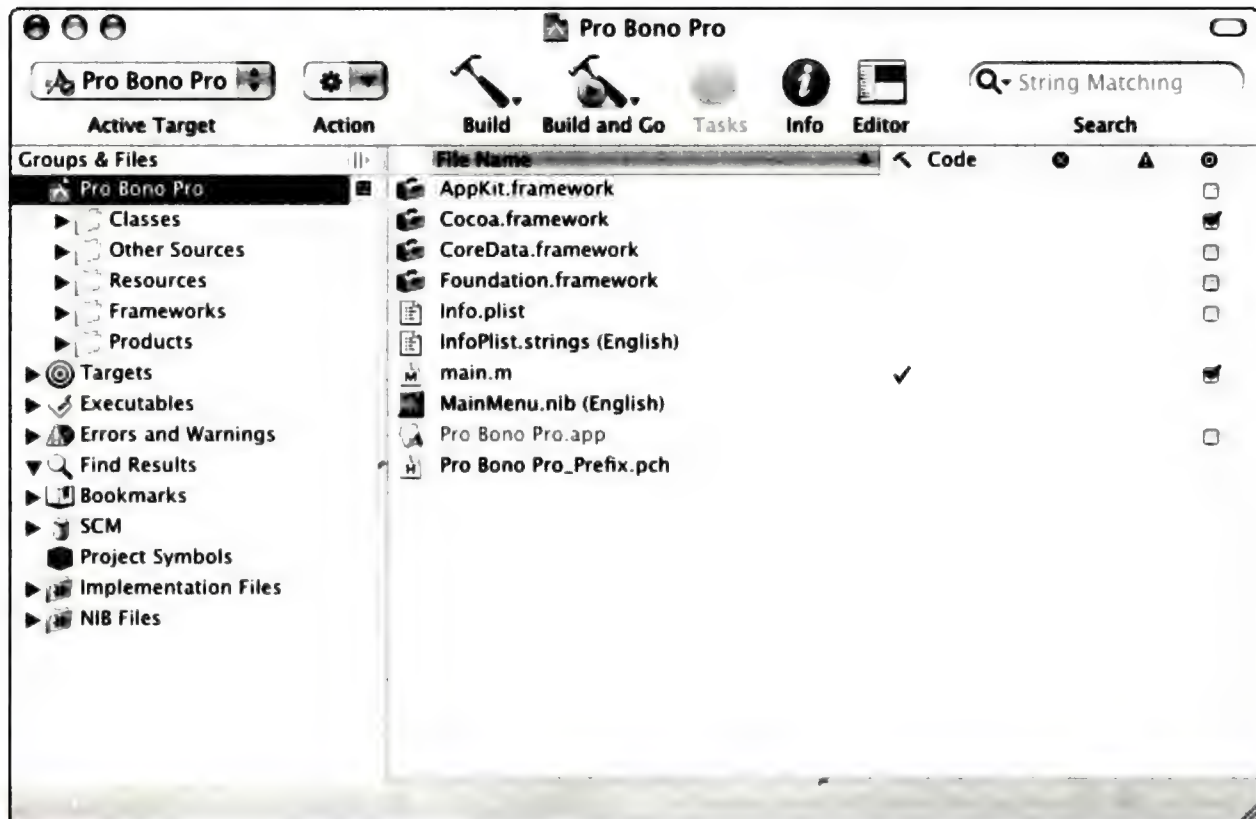 Pro Bono Pro
Pro Bono Pro
String Matching
Active Target Action Build Build and Go Tasks Info Editor Search
Groups & Files File Name Code
Pro Bono Pro
Classes
Other Sources
Resources
Frameworks
Products
Targets
Executables
Errors and Warnings
Find Results
Bookmarks
SCM
Project Symbols
Implementation Files
NIB Files
AppKit.framework
Cocoa.framework
CoreData.framework
Foundation.framework
Info.plist
InfoPlist.strings (English)
main.m
MainMenu.nib (English)
Pro Bono Pro.app
Pro Bono Pro_Prefix.pch